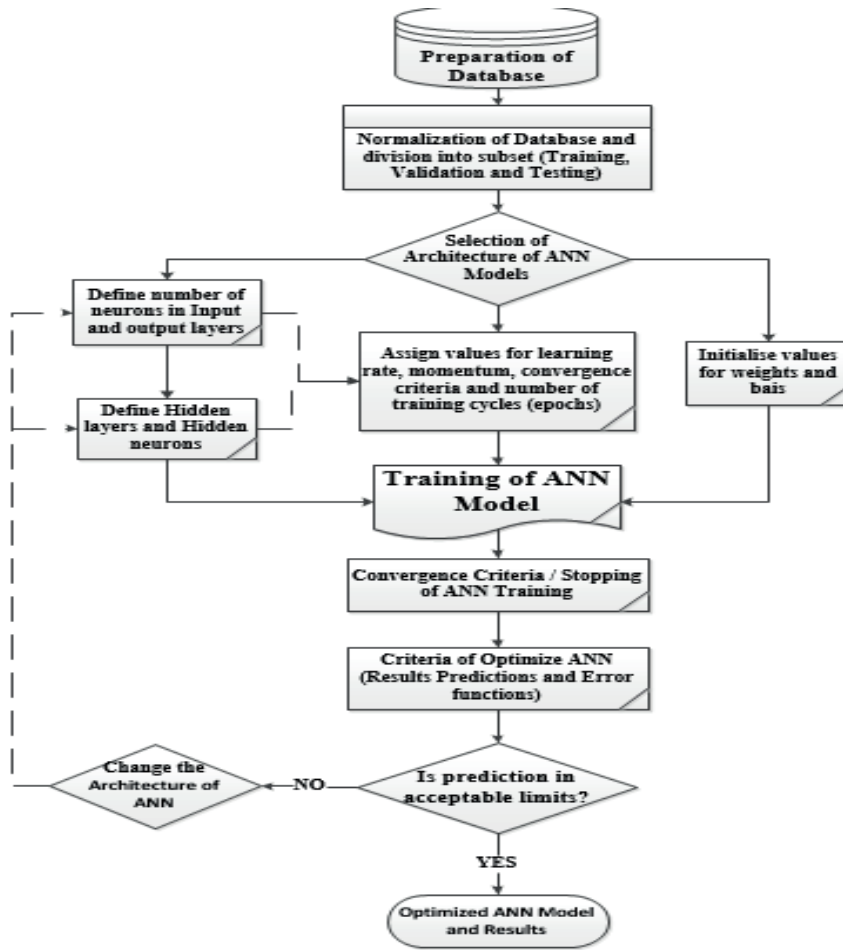 Preparation of
Database
Normalization of Database and
division into subset (Training,
Validation and Testing)
Selection of
Architecture of ANN
Models
Define number of
neurons in Input
and output layers
Assign values for learning
rate, momentum, convergence
criteria and number of
training cycles (epochs)
Initialise values
for weights and
bais
Define Hidden
layers and Hidden
neurons
Training of ANN
Model
Convergence Criteria / Stopping
of ANN Training
Criteria of Optimize ANN
(Results Predictions and Error
functions)
Is prediction in
acceptable limits?
NO
Change the
Architecture of
ANN
YES
Optimized ANN Model
and Results